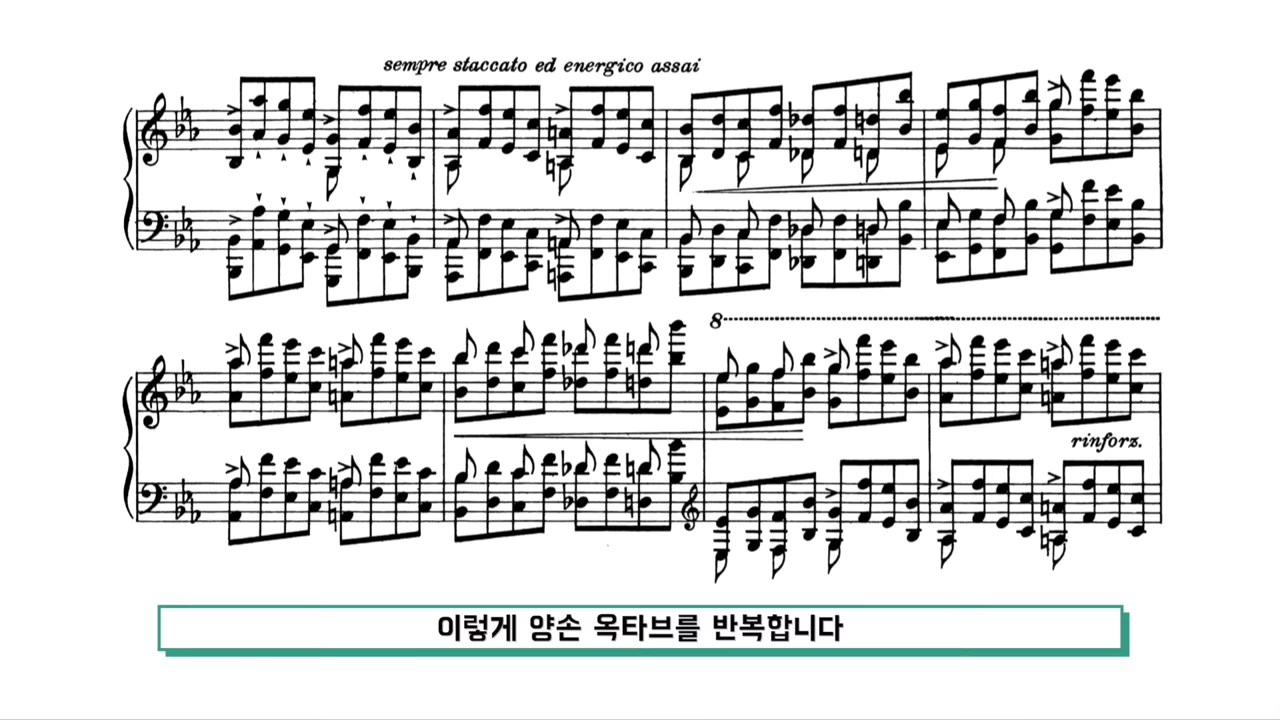 sempre staccato ed energico assai
8
rinforz.
이렇게 양손 옥타브를 반복합니다